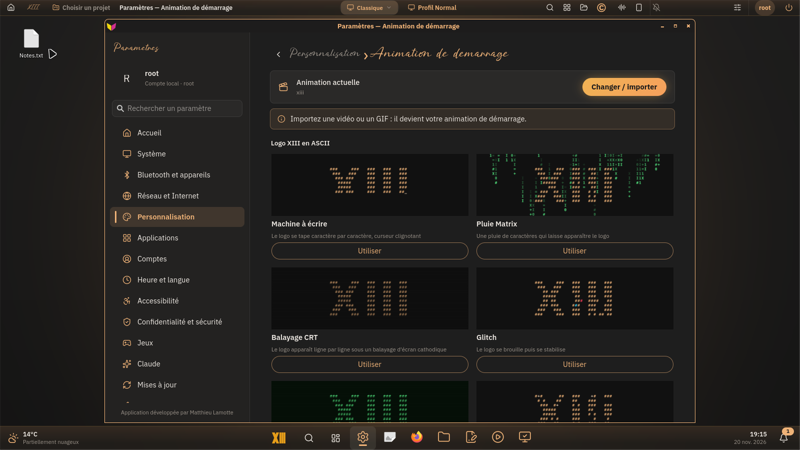 XIII
Choisir un projet
Paramètres — Animation de démarrage
Classique
Profil Normal
root
Notes.txt
Paramètres — Animation de démarrage
Paramètres
R
root
Compte local · root
Rechercher un paramètre
Accueil
Système
Bluetooth et appareils
Réseau et Internet
Personnalisation
Applications
Comptes
Heure et langue
Accessibilité
Confidentialité et sécurité
Jeux
Claude
Mises à jour
Application développée par Matthieu Lamotte
Personnalisation
Animation de démarrage
Animation actuelle
xiii
Changer / importer
Importez une vidéo ou un GIF : il devient votre animation de démarrage.
Logo XIII en ASCII
Machine à écrire
Le logo se tape caractère par caractère, curseur clignotant
Utiliser
Pluie Matrix
Une pluie de caractères qui laisse apparaître le logo
Utiliser
Balayage CRT
Le logo apparaît ligne par ligne sous un balayage d'écran cathodique
Utiliser
Glitch
Le logo se brouille puis se stabilise
Utiliser
14°C
Partiellement nuageux
XIII
19:15
20 nov. 2026
1